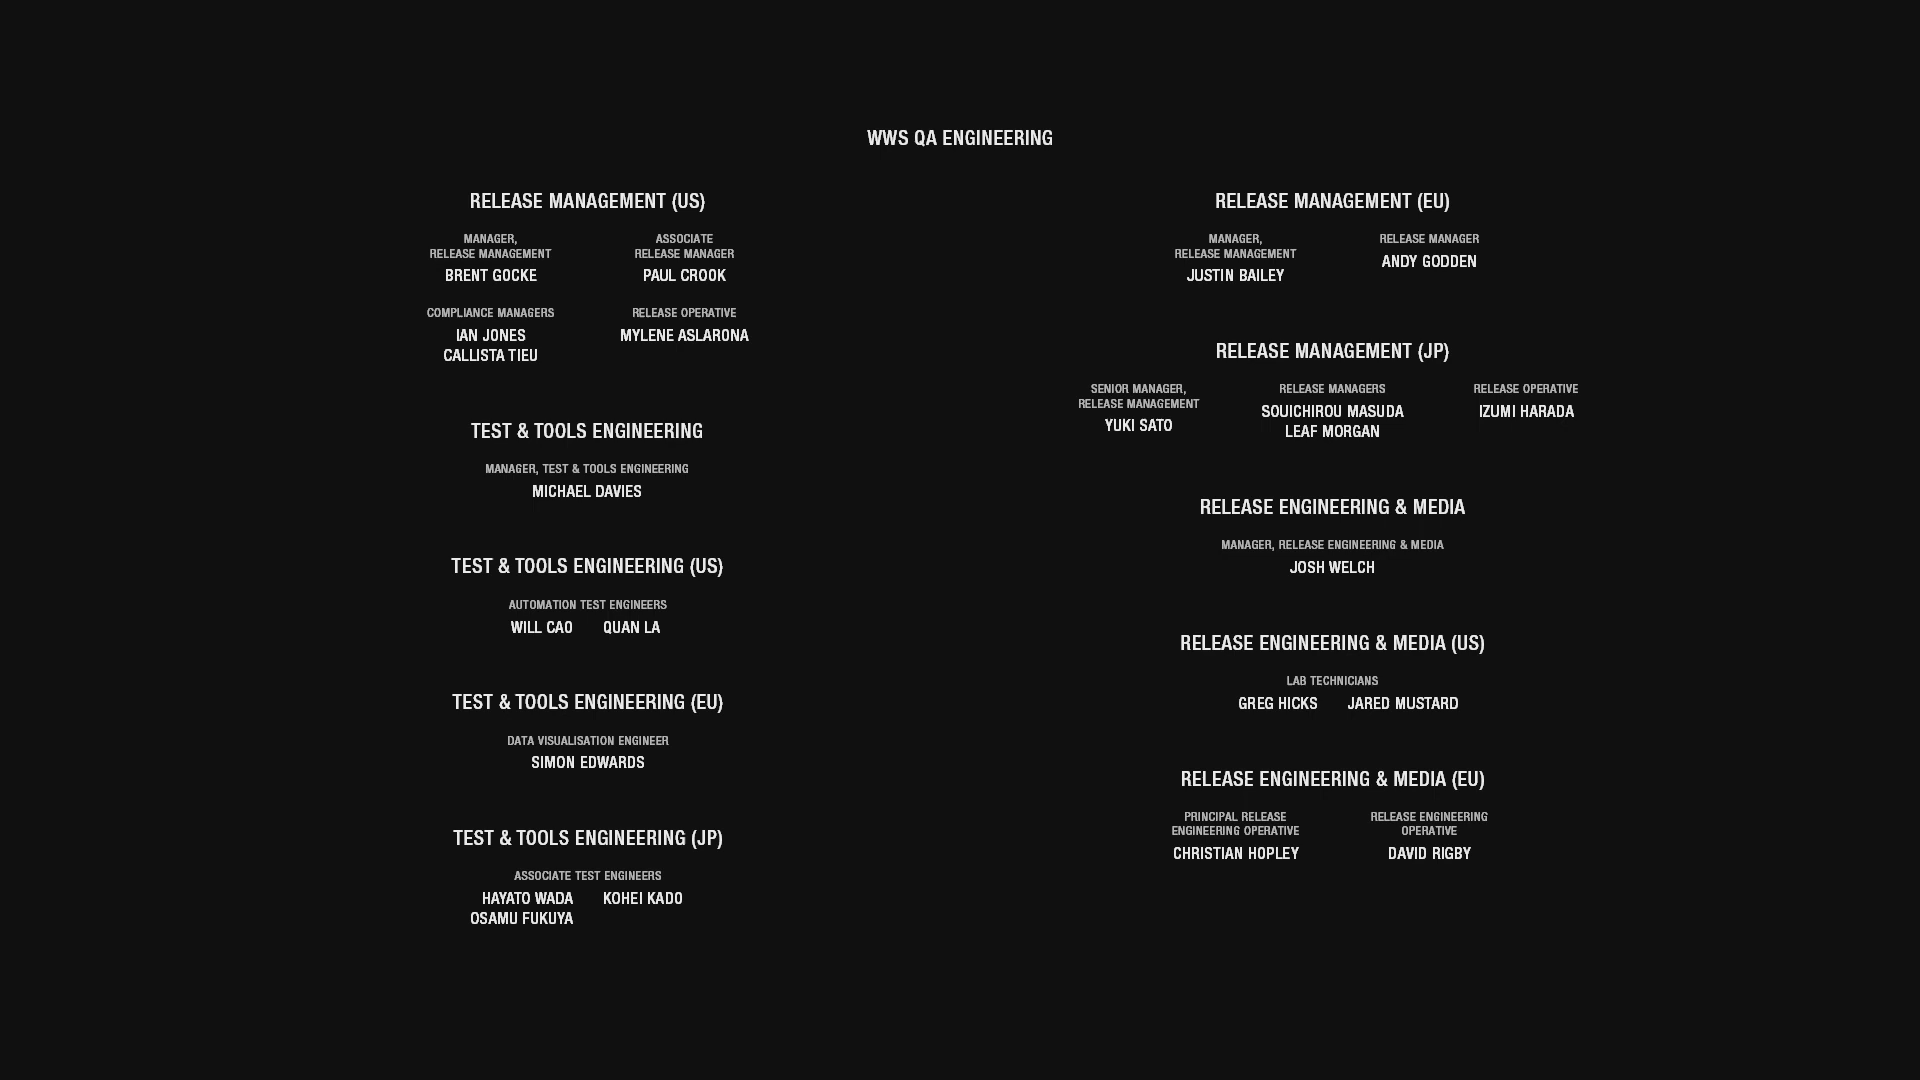 WWS QA ENGINEERING
RELEASE MANAGEMENT (US)
MANAGER,
RELEASE MANAGEMENT
BRENT GOCKE
ASSOCIATE
RELEASE MANAGER
PAUL CROOK
COMPLIANCE MANAGERS
IAN JONES
CALLISTA TIEU
RELEASE OPERATIVE
MYLENE ASLARONA
TEST & TOOLS ENGINEERING
MANAGER, TEST & TOOLS ENGINEERING
MICHAEL DAVIES
TEST & TOOLS ENGINEERING (US)
AUTOMATION TEST ENGINEERS
WILL CAO QUAN LA
TEST & TOOLS ENGINEERING (EU)
DATA VISUALISATION ENGINEER
SIMON EDWARDS
TEST & TOOLS ENGINEERING (JP)
ASSOCIATE TEST ENGINEERS
HAYATO WADA KOHEI KADO
OSAMU FUKUYA
RELEASE MANAGEMENT (EU)
MANAGER,
RELEASE MANAGEMENT
JUSTIN BAILEY
RELEASE MANAGER
ANDY GODDEN
RELEASE MANAGEMENT (JP)
SENIOR MANAGER,
RELEASE MANAGEMENT
YUKI SATO
RELEASE MANAGERS
SOUICHIROU MASUDA
LEAF MORGAN
RELEASE OPERATIVE
IZUMI HARADA
RELEASE ENGINEERING & MEDIA
MANAGER, RELEASE ENGINEERING & MEDIA
JOSH WELCH
RELEASE ENGINEERING & MEDIA (US)
LAB TECHNICIANS
GREG HICKS JARED MUSTARD
RELEASE ENGINEERING & MEDIA (EU)
PRINCIPAL RELEASE
ENGINEERING OPERATIVE
CHRISTIAN HOPLEY
RELEASE ENGINEERING
OPERATIVE
DAVID RIGBY